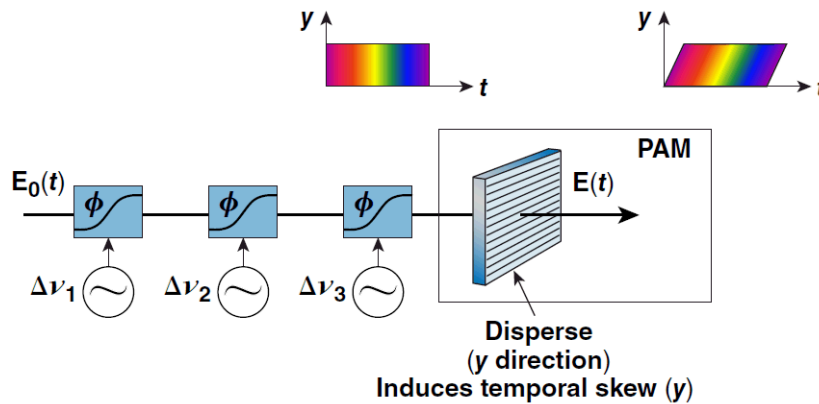 y
t
y
t
PAM
E₀(t)
ϕ
ϕ
ϕ
E(t)
Δν₁
Δν₂
Δν₃
Disperse
(y direction)
Induces temporal skew (y)